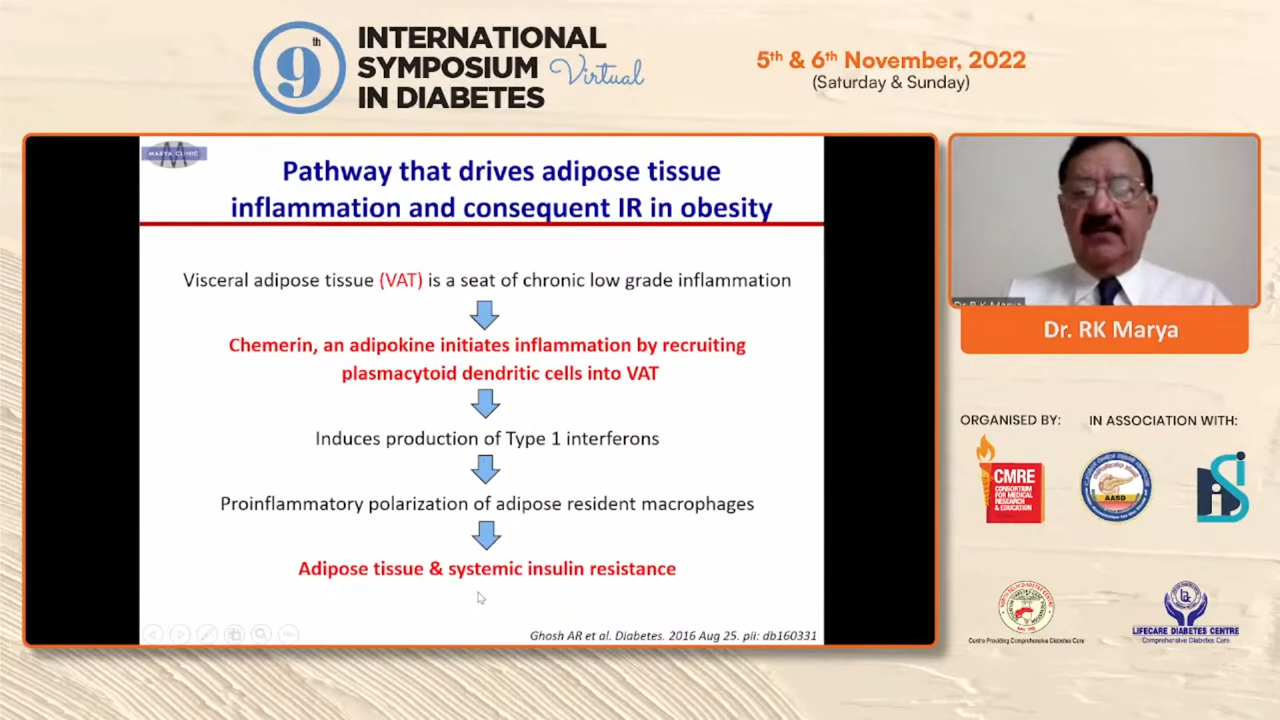 9th
INTERNATIONAL
SYMPOSIUM Virtual
IN DIABETES
5th & 6th November, 2022
(Saturday & Sunday)
MARYA CLINIC
Pathway that drives adipose tissue
inflammation and consequent IR in obesity
Visceral adipose tissue (VAT) is a seat of chronic low grade inflammation
Chemerin, an adipokine initiates inflammation by recruiting
plasmacytoid dendritic cells into VAT
Induces production of Type 1 interferons
Proinflammatory polarization of adipose resident macrophages
Adipose tissue & systemic insulin resistance
Ghosh AR et al. Diabetes. 2016 Aug 25. pii: db160331
Dr R K Marya
Dr. RK Marya
ORGANISED BY:
IN ASSOCIATION WITH:
CMRE
CONSORTIUM
FOR MEDICAL
RESEARCH
& EDUCATION
AASD
iSi
Centre Providing Comprehensive Diabetes Care
LIFECARE DIABETES CENTRE
Comprehensive Diabetes Care